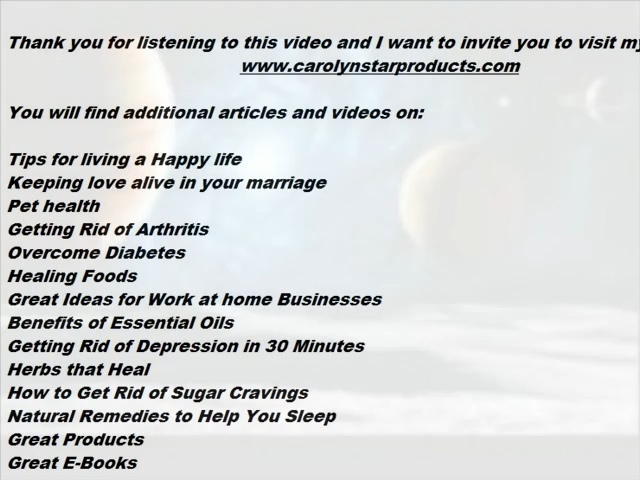 Thank you for listening to this video and I want to invite you to visit my
www.carolynstarproducts.com
You will find additional articles and videos on:
Tips for living a Happy life
Keeping love alive in your marriage
Pet health
Getting Rid of Arthritis
Overcome Diabetes
Healing Foods
Great Ideas for Work at home Businesses
Benefits of Essential Oils
Getting Rid of Depression in 30 Minutes
Herbs that Heal
How to Get Rid of Sugar Cravings
Natural Remedies to Help You Sleep
Great Products
Great E-Books